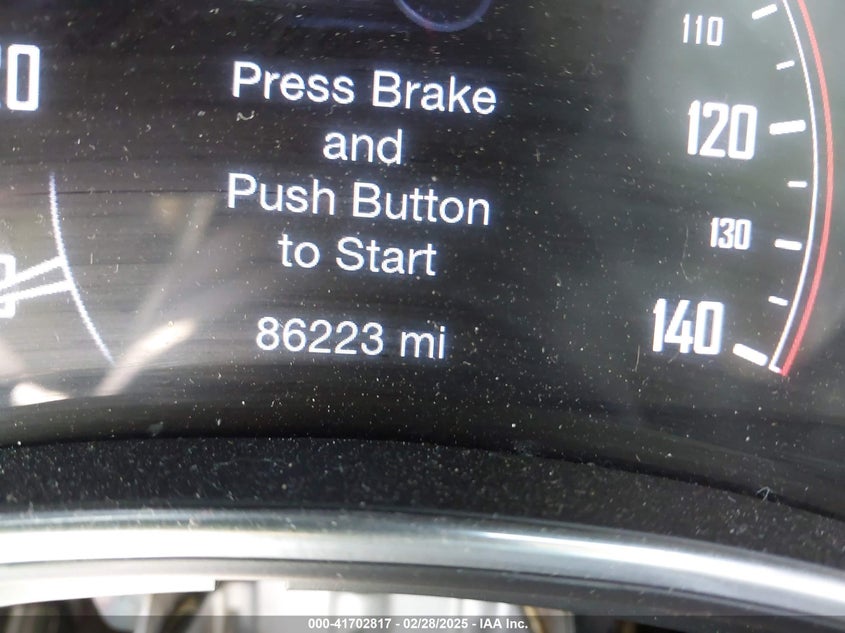 110
20
Press Brake
120
and
Push Button
130
to Start
140
86223 mi
000-41702817 - 02/28/2025 - IAA Inc.